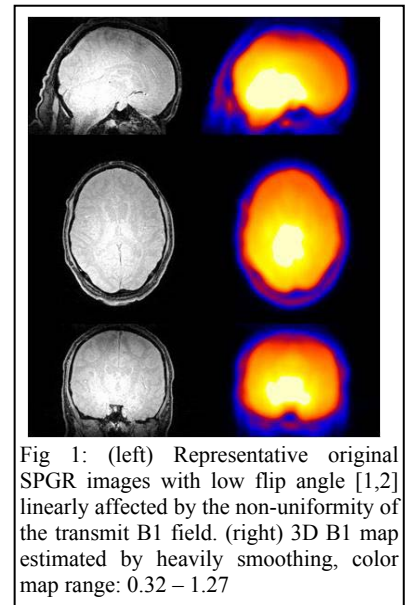 Fig 1: (left) Representative original
SPGR images with low flip angle [1,2]
linearly affected by the non-uniformity of
the transmit B1 field. (right) 3D B1 map
estimated by heavily smoothing, color
map range: 0.32 – 1.27